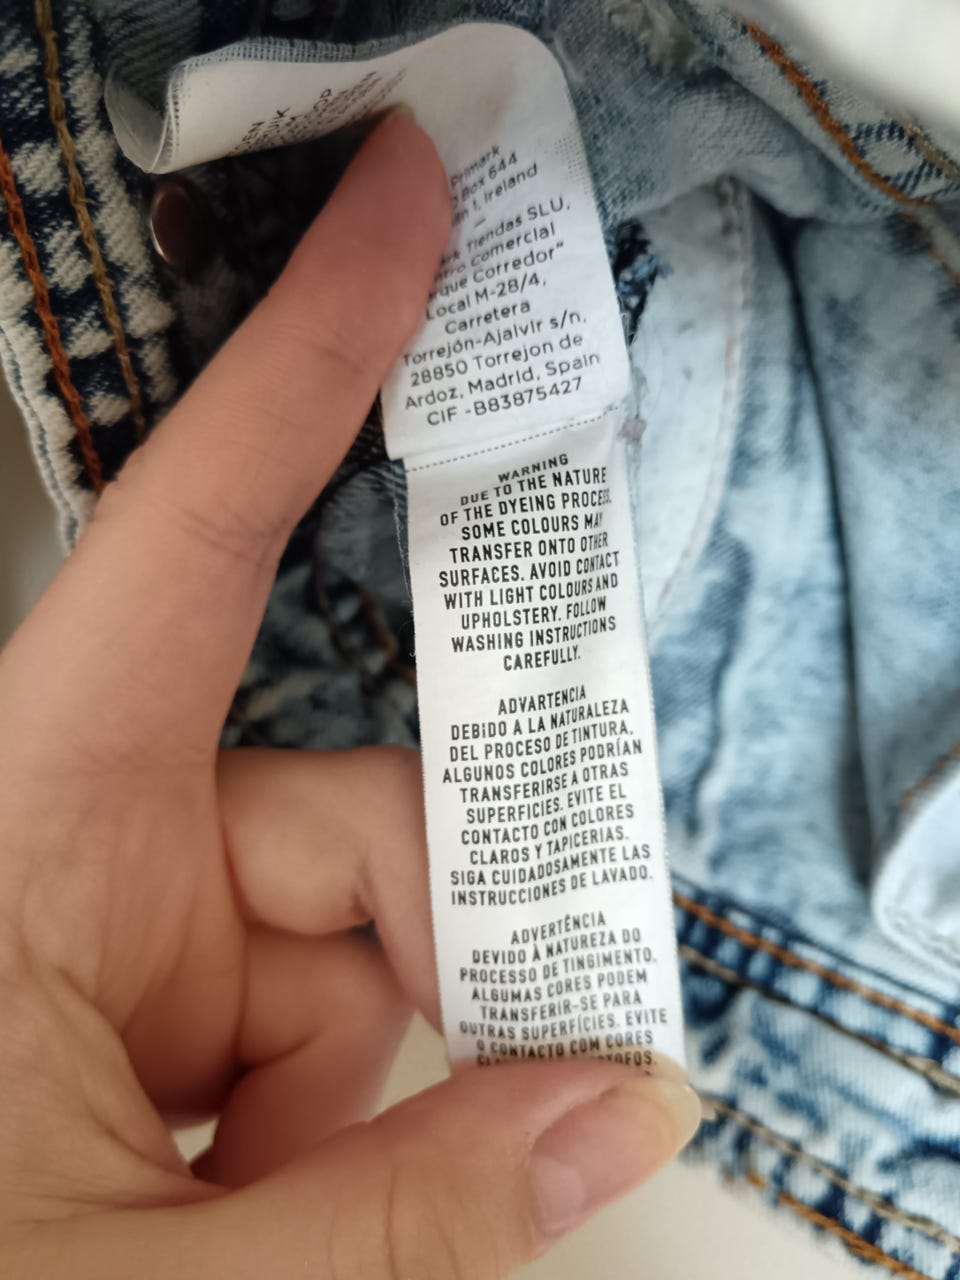 Primark
Box 644
1, Ireland
–
Tiendas SLU,
Comercial
Corredor"
Local M-28/4,
Carretera
Torrejón-Ajalvir s/n,
28850 Torrejon de
Ardoz, Madrid, Spain
CIF -B83875427
WARNING
DUE TO THE NATURE
OF THE DYEING PROCESS,
SOME COLOURS MAY
TRANSFER ONTO OTHER
SURFACES. AVOID CONTACT
WITH LIGHT COLOURS AND
UPHOLSTERY. FOLLOW
WASHING INSTRUCTIONS
CAREFULLY.
ADVARTENCIA
DEBIDO A LA NATURALEZA
DEL PROCESO DE TINTURA,
ALGUNOS COLORES PODRÍAN
TRANSFERIRSE A OTRAS
SUPERFICIES. EVITE EL
CONTACTO CON COLORES
CLAROS Y TAPICERIAS.
SIGA CUIDADOSAMENTE LAS
INSTRUCCIONES DE LAVADO.
ADVERTÊNCIA
DEVIDO À NATUREZA DO
PROCESSO DE TINGIMENTO,
ALGUMAS CORES PODEM
TRANSFERIR-SE PARA
OUTRAS SUPERFÍCIES. EVITE
O CONTACTO COM CORES